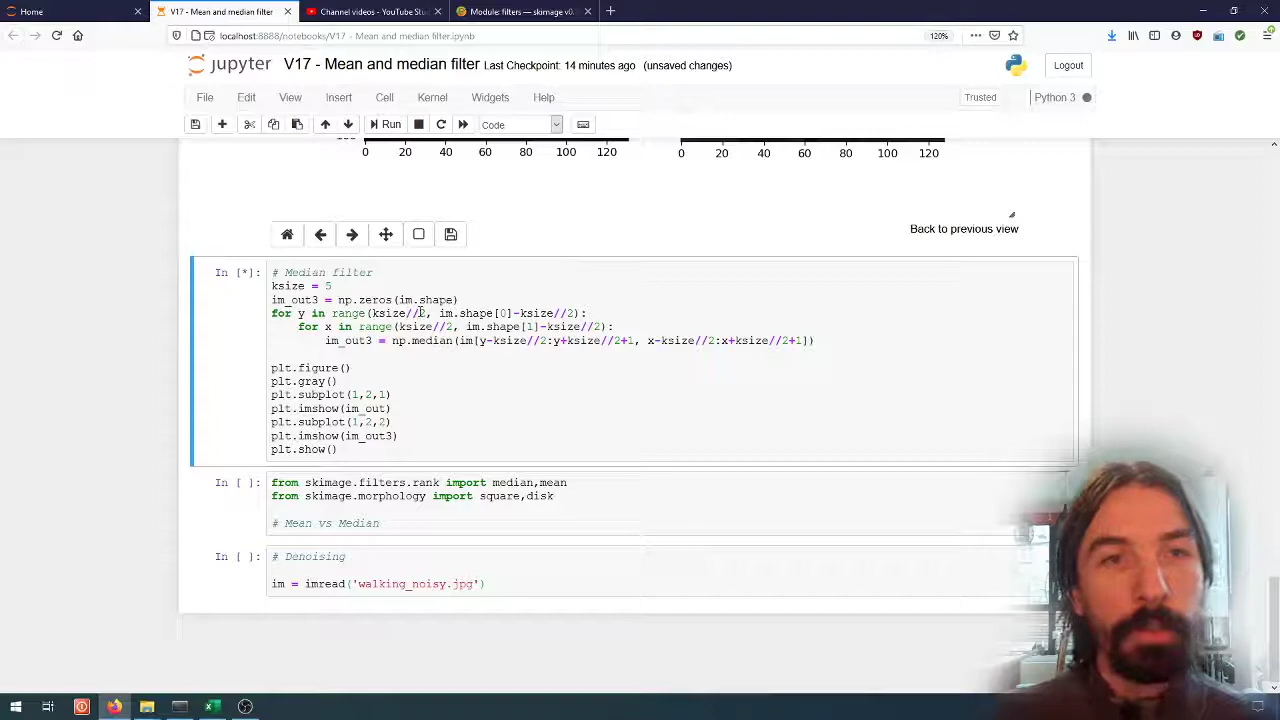 Home
V17 - Mean and median filter
Channel videos - YouTube Stud
Module: filters — skimage v0.
localhost:8888/notebooks/V17 - Mean and median filter.ipynb
120%
jupyter V17 - Mean and median filter Last Checkpoint: 14 minutes ago (unsaved changes)
Logout
File Edit View Insert Cell Kernel Widgets Help
Trusted
Python 3
Run
Code
0 20 40 60 80 100 120
0 20 40 60 80 100 120
Back to previous view
In [*]: # Median filter
ksize = 5
im_out3 = np.zeros(im.shape)
for y in range(ksize//2, im.shape[0]-ksize//2):
for x in range(ksize//2, im.shape[1]-ksize//2):
im_out3 = np.median(im[y-ksize//2:y+ksize//2+1, x-ksize//2:x+ksize//2+1])
plt.figure()
plt.gray()
plt.subplot(1,2,1)
plt.imshow(im_out)
plt.subplot(1,2,2)
plt.imshow(im_out3)
plt.show()
In [ ]: from skimage.filters.rank import median,mean
from skimage.morphology import square,disk
# Mean vs Median
In [ ]: # Denoising
im = imread('walking_noisy.jpg')